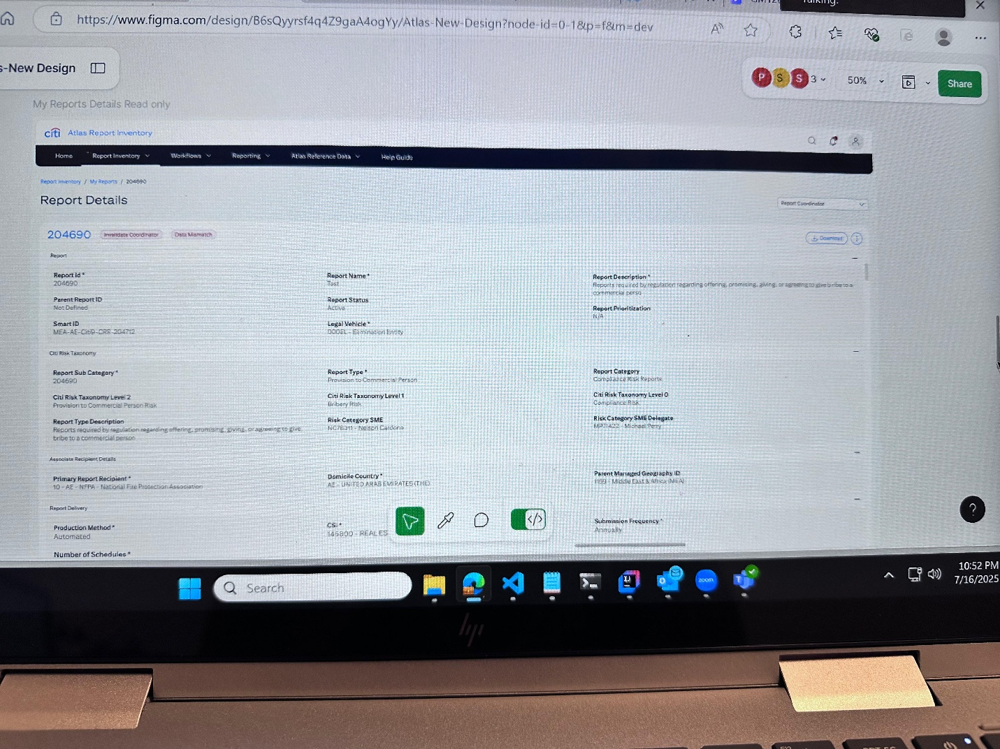 Talking:
https://www.figma.com/design/B6sQyyrsf4q4Z9gaA4ogYy/Atlas-New-Design?node-id=0-1&p=f&m=dev
s-New Design
P S S 3 50% Share
My Reports Details Read only
citi Atlas Report Inventory
Home Report Inventory Workflows Reporting Atlas Reference Data Help Guide
Report Inventory / My Reports / 204690
Report Details
Report Coordinator
204690 Invalidate Coordinator Data Mismatch Download
Report
Report Id * Report Name * Report Description *
204690 Test Reports required by regulation regarding offering, promising, giving, or agreeing to give bribe to a
commercial perso
Parent Report ID Report Status Report Prioritization
Not Defined Active N/A
Smart ID Legal Vehicle *
MEA-AE-Citi9-CRR-204712 D00EL - Elimination Entity
Citi Risk Taxonomy
Report Sub Category * Report Type * Report Category
204690 Provision to Commercial Person Compliance Risk Reports
Citi Risk Taxonomy Level 2 Citi Risk Taxonomy Level 1 Citi Risk Taxonomy Level 0
Provision to Commercial Person Risk Bribery Risk Compliance Risk
Report Type Description Risk Category SME Risk Category SME Delegate
Reports required by regulation regarding offering, promising, giving, or agreeing to give NC76311 - Nelson Cardona MP71422 - Michael Perry
bribe to a commercial person
Associate Recipient Details
Primary Report Recipient * Domicile Country * Parent Managed Geography ID
10 - AE - NFPA - National Fire Protection Association AE - UNITED ARAB EMIRATES (THE) 1159 - Middle East & Africa (MEA)
Report Delivery
Production Method * CSI * Submission Frequency *
Automated 145800 - REAL ES Annually
Number of Schedules *
?
Search zoom
10:52 PM
7/16/2025
hp